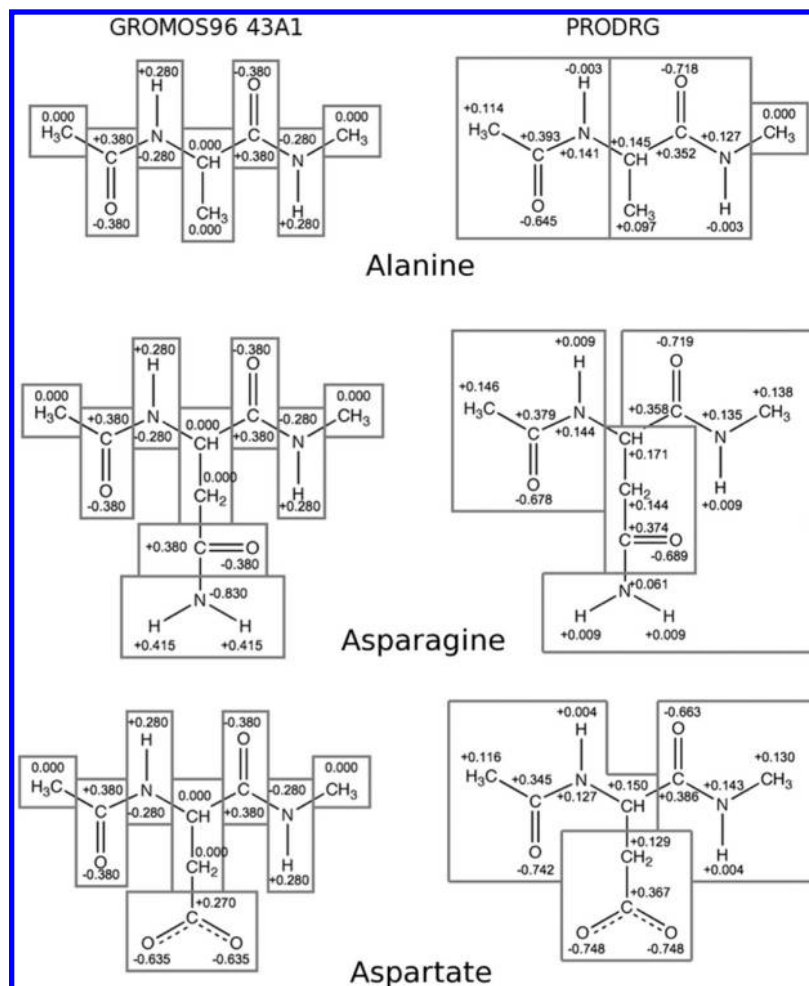 GROMOS96 43A1 PRODRG
+0.280 -0.380 -0.003 -0.718
H O H O
0.000 0.000 +0.114 0.000
H3C +0.380 N C -0.280 CH3 H3C +0.393 N +0.145 C +0.127 CH3
C -0.280 0.000 CH +0.380 N C +0.141 CH +0.352 N
O CH3 H O CH3 H
-0.380 0.000 +0.280 -0.645 +0.097 -0.003
Alanine
+0.280 -0.380 +0.009 -0.719
H O H O
0.000 0.000 +0.146 +0.138
H3C +0.380 N 0.000 C -0.280 CH3 H3C +0.379 N +0.358 C +0.135 CH3
C -0.280 CH +0.380 N C +0.144 CH N
+0.171
O 0.000 H O CH2 H
-0.380 CH2 +0.280 -0.678 +0.144 +0.009
+0.374
+0.380 C O C O
-0.380 -0.689
N -0.830 N +0.061
H H H H
+0.415 +0.415 +0.009 +0.009
Asparagine
+0.280 -0.380 +0.004 -0.663
H O H O
0.000 0.000 +0.116 +0.130
H3C +0.380 N 0.000 C -0.280 CH3 H3C +0.345 N +0.150 C +0.143 CH3
C -0.280 CH +0.380 N C +0.127 CH +0.386 N
O 0.000 H O +0.129 H
-0.380 CH2 +0.280 -0.742 CH2 +0.004
+0.270 +0.367
C C
O O O O
-0.635 -0.635 -0.748 -0.748
Aspartate